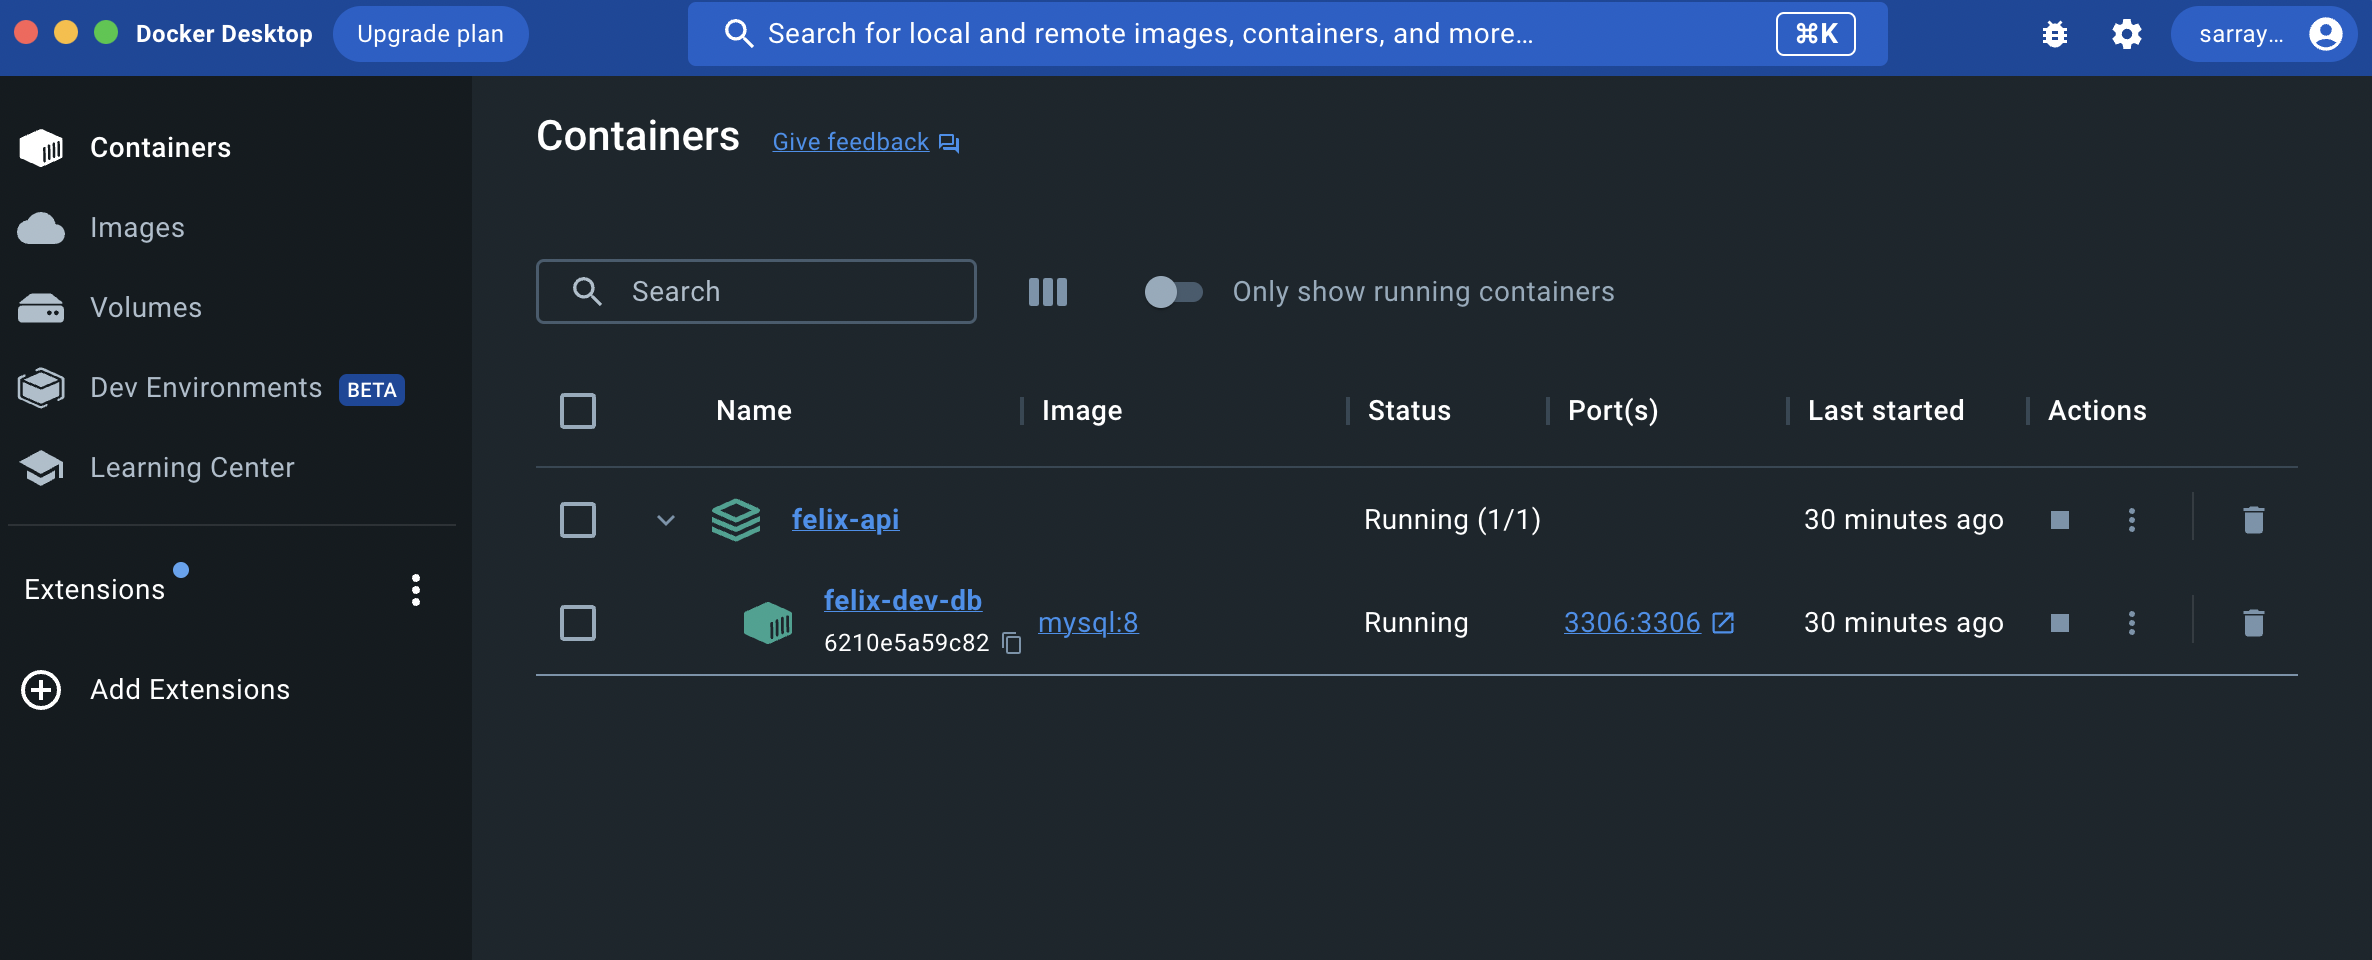 Docker Desktop
Upgrade plan
Search for local and remote images, containers, and more...
⌘K
sarray...
Containers
Images
Volumes
Dev Environments BETA
Learning Center
Extensions
Add Extensions
Containers
Give feedback
Search
Only show running containers
Name Image Status Port(s) Last started Actions
felix-api Running (1/1) 30 minutes ago
felix-dev-db
6210e5a59c82
mysql:8 Running 3306:3306 30 minutes ago